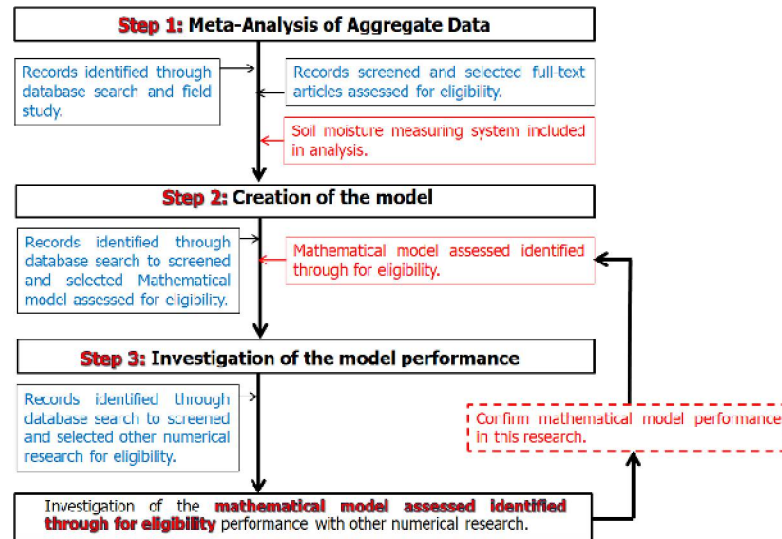 Step 1: Meta-Analysis of Aggregate Data
Records identified through
database search and field
study.
Records screened and selected full-text
articles assessed for eligibility.
Soil moisture measuring system included
in analysis.
Step 2: Creation of the model
Records identified through
database search to screened
and selected Mathematical
model assessed for eligibility.
Mathematical model assessed identified
through for eligibility.
Step 3: Investigation of the model performance
Records identified through
database search to screened
and selected other numerical
research for eligibility.
Confirm mathematical model performance
in this research.
Investigation of the mathematical model assessed identified
through for eligibility performance with other numerical research.